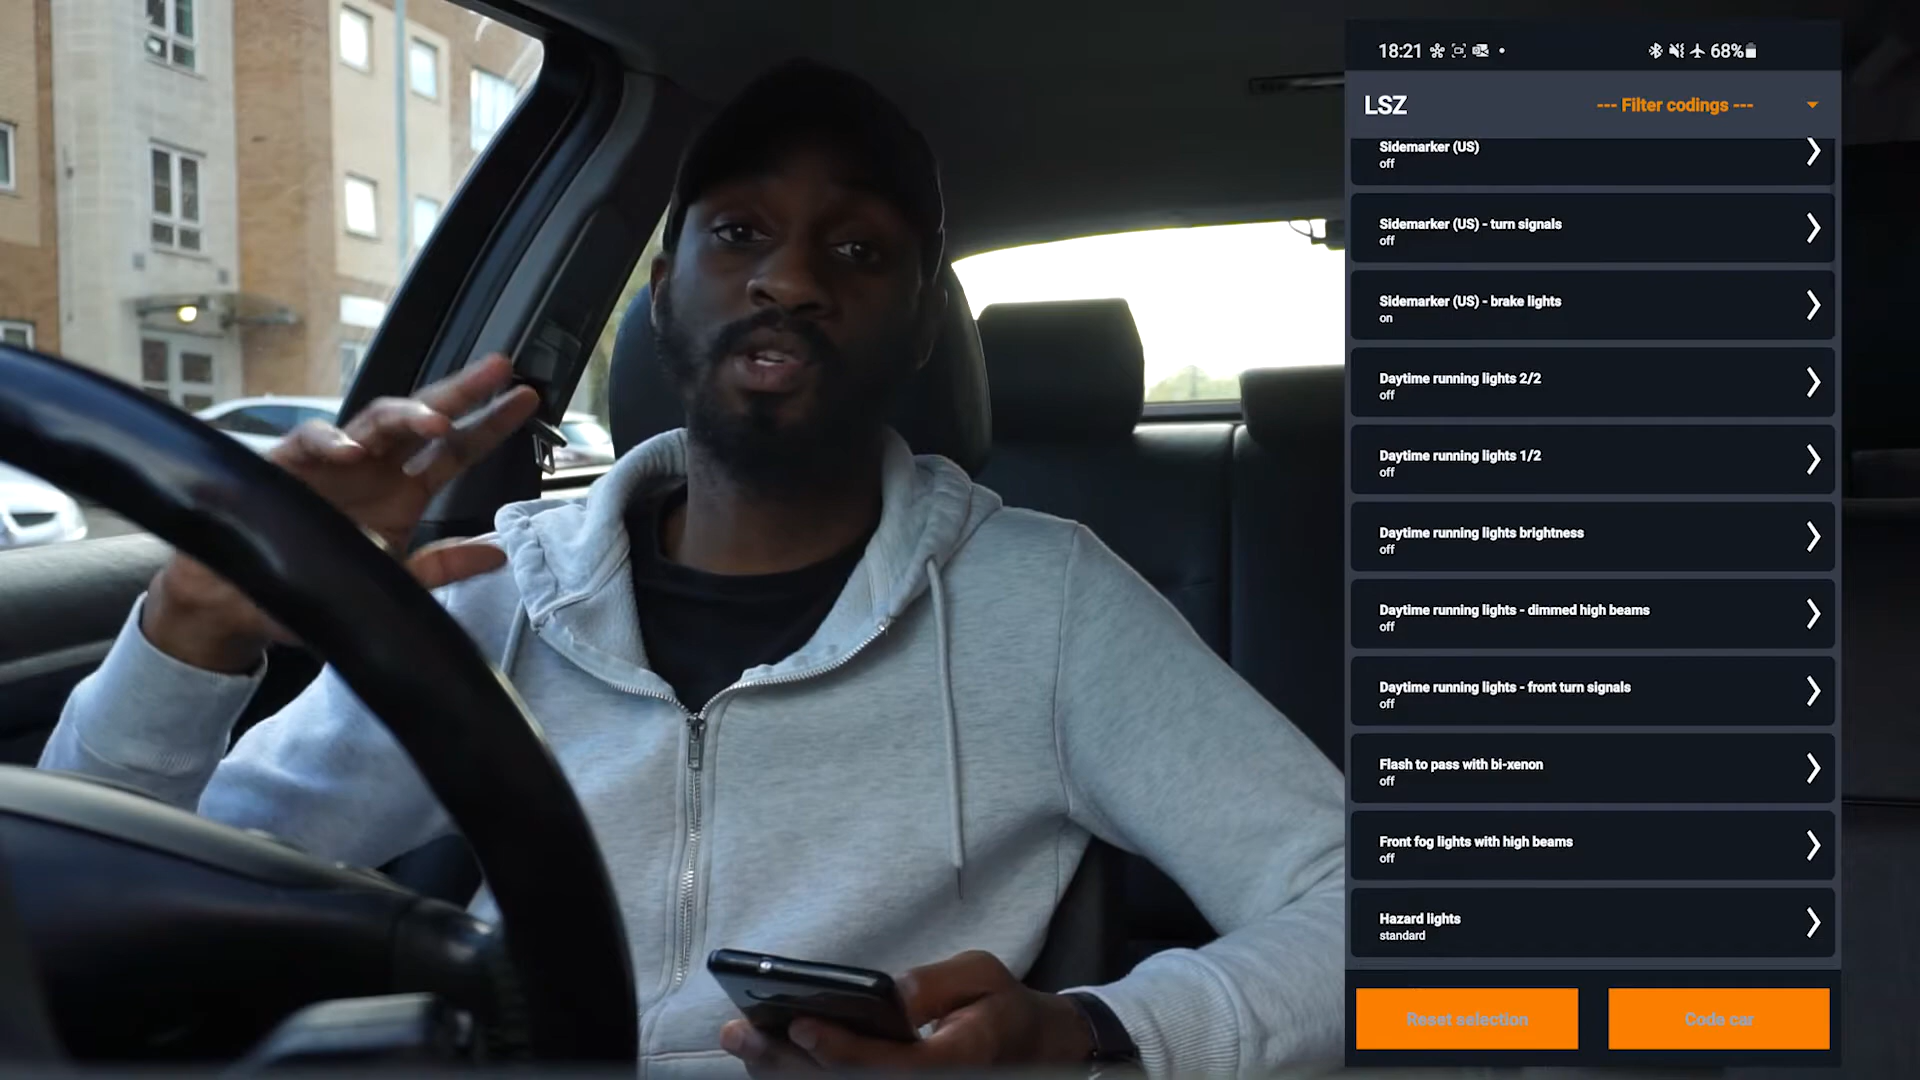 18:21 68%
LSZ --- Filter codings ---
Sidemarker (US)
off
Sidemarker (US) - turn signals
off
Sidemarker (US) - brake lights
on
Daytime running lights 2/2
off
Daytime running lights 1/2
off
Daytime running lights brightness
off
Daytime running lights - dimmed high beams
off
Daytime running lights - front turn signals
off
Flash to pass with bi-xenon
off
Front fog lights with high beams
off
Hazard lights
standard
Reset selection Code car